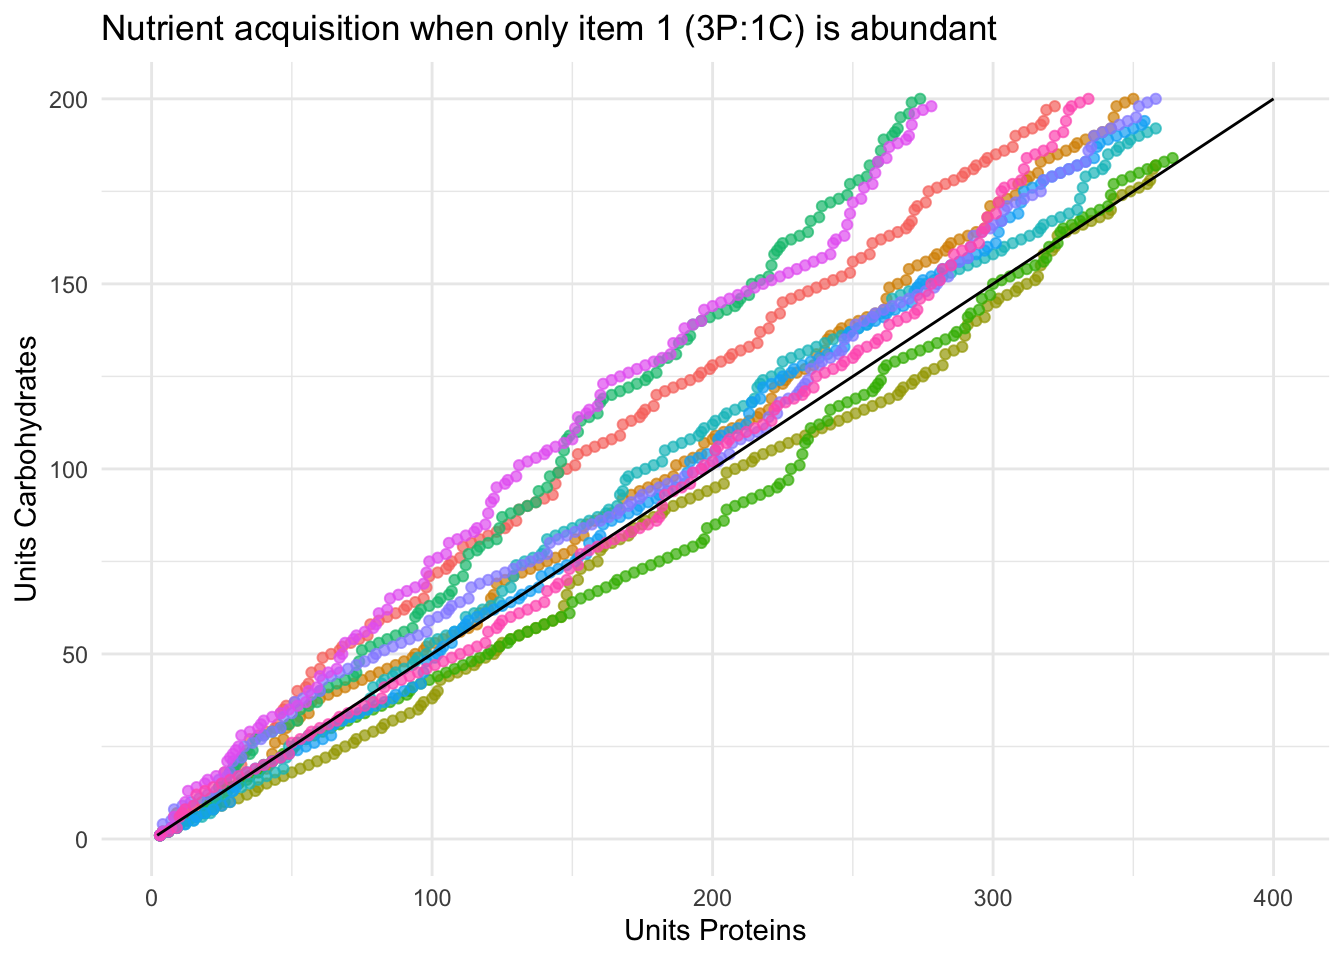 Nutrient acquisition when only item 1 (3P:1C) is abundant
200
150
100
50
0
Units Carbohydrates
0 100 200 300 400
Units Proteins